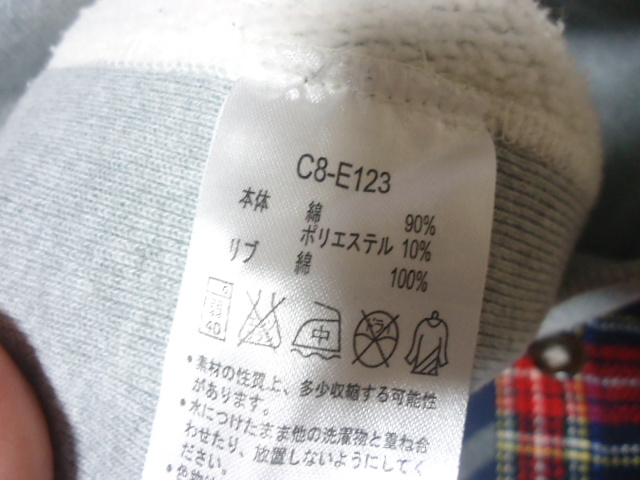 C8-E123
本体 綿 90%
ポリエステル 10%
リブ 綿 100%
40 中 ドライ
• 素材の性質上、多少収縮する可能性
があります。
• 水につけたまま他の洗濯物と重ね合
わせたり、放置しないようにしてく
ださい。